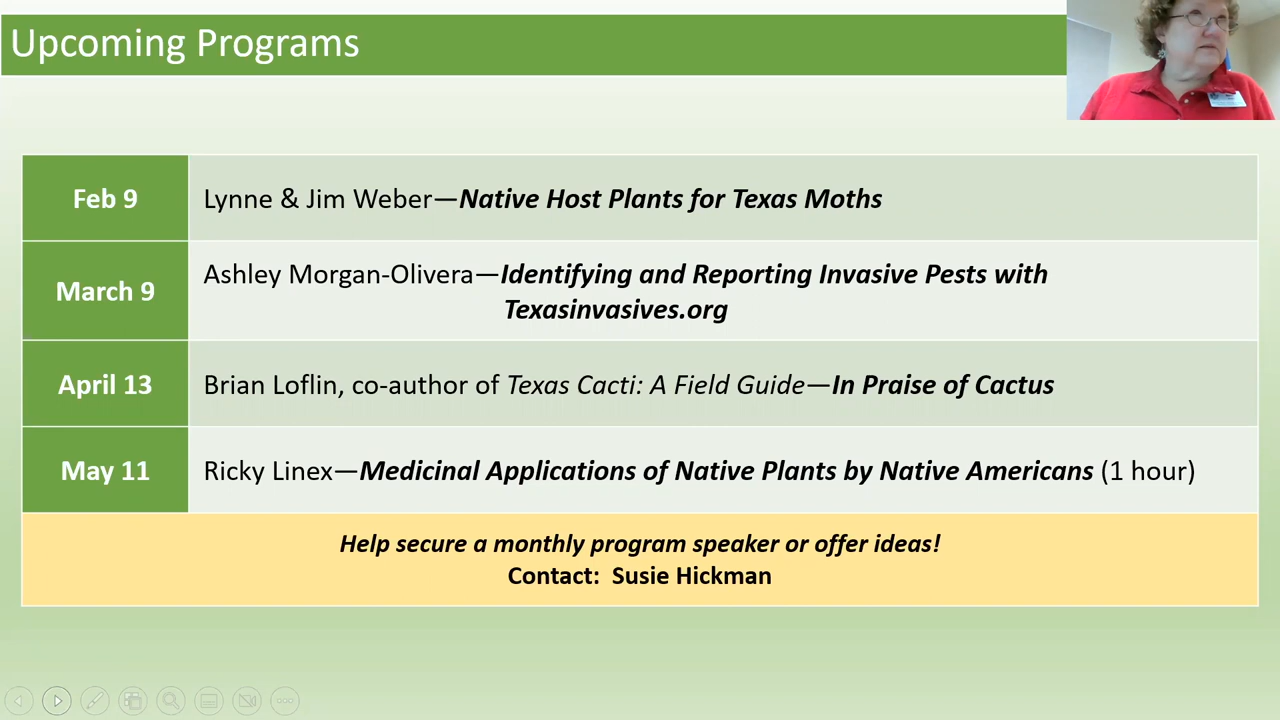 Upcoming Programs
Feb 9
Lynne & Jim Weber—Native Host Plants for Texas Moths
March 9
Ashley Morgan-Olivera—Identifying and Reporting Invasive Pests with
Texasinvasives.org
April 13
Brian Loflin, co-author of Texas Cacti: A Field Guide—In Praise of Cactus
May 11
Ricky Linex—Medicinal Applications of Native Plants by Native Americans (1 hour)
Help secure a monthly program speaker or offer ideas!
Contact:  Susie Hickman